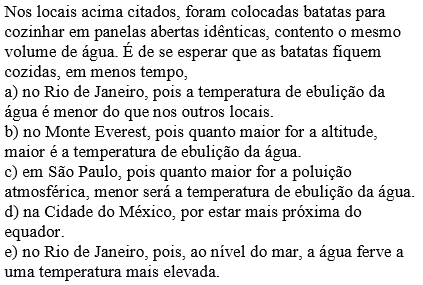 Nos locais acima citados, foram colocadas batatas para
cozinhar em panelas abertas idênticas, contento o mesmo
volume de água. É de se esperar que as batatas fiquem
cozidas, em menos tempo,
a) no Rio de Janeiro, pois a temperatura de ebulição da
água é menor do que nos outros locais.
b) no Monte Everest, pois quanto maior for a altitude,
maior é a temperatura de ebulição da água.
c) em São Paulo, pois quanto maior for a poluição
atmosférica, menor será a temperatura de ebulição da água.
d) na Cidade do México, por estar mais próxima do
equador.
e) no Rio de Janeiro, pois, ao nível do mar, a água ferve a
uma temperatura mais elevada.